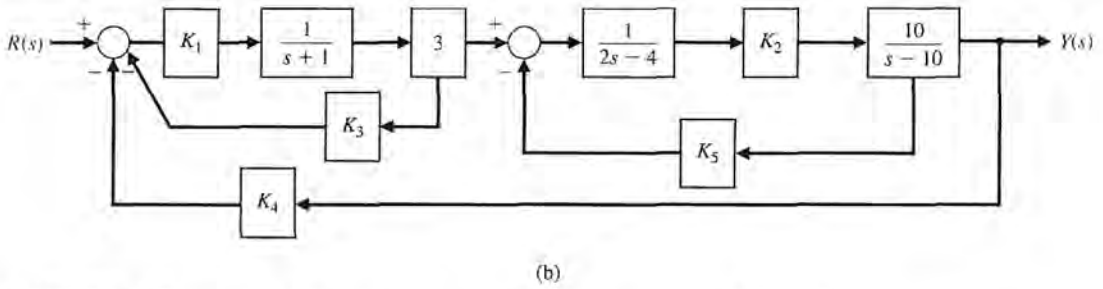 R(s) + K₁ 1/(s + 1) 3 + 1/(2s − 4) K₂ 10/(s − 10) Y(s)
− − −
K₃
K₅
K₄
(b)